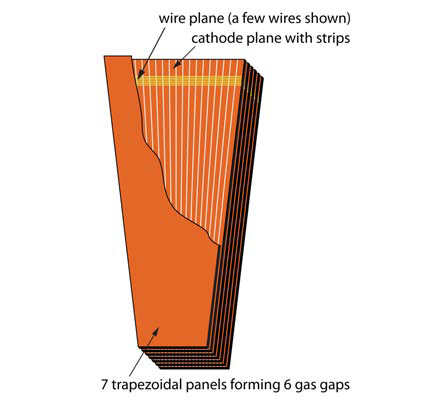 wire plane (a few wires shown)
cathode plane with strips
7 trapezoidal panels forming 6 gas gaps